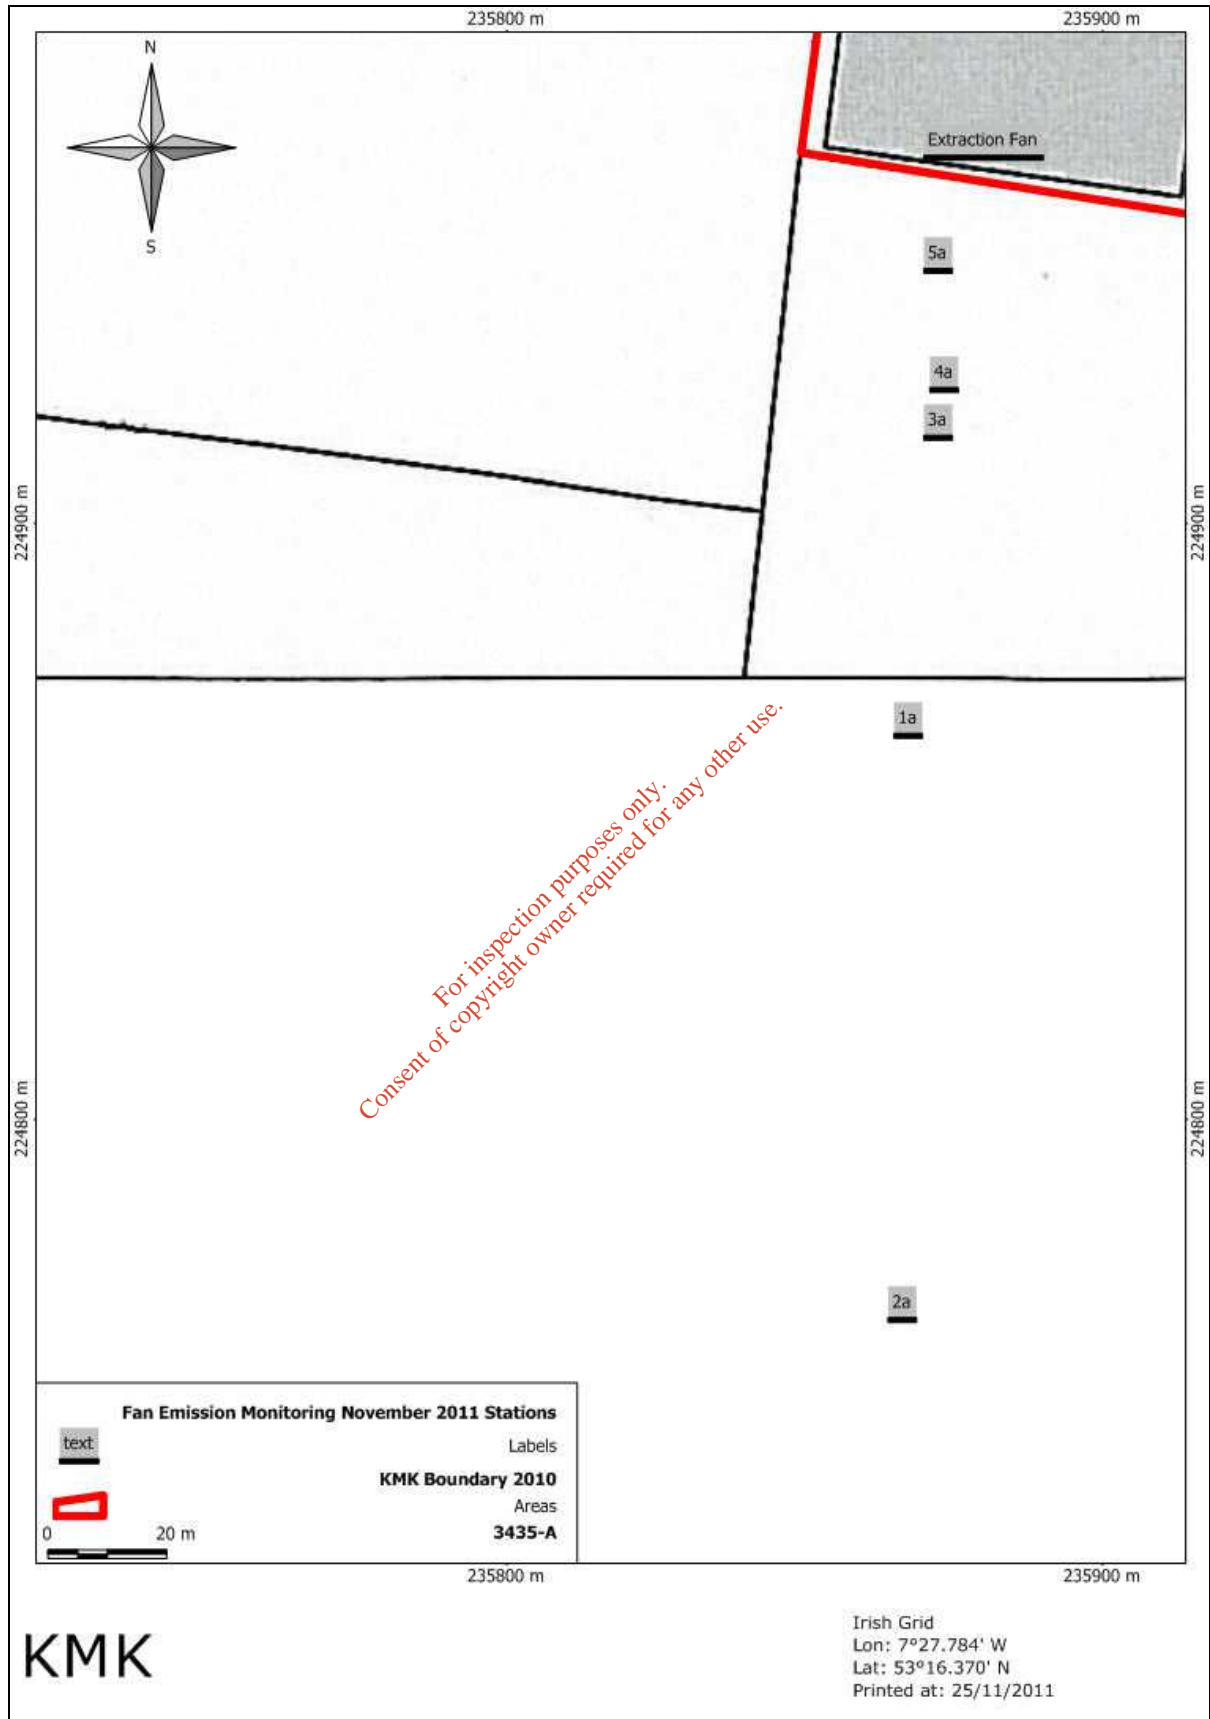 235800 m
235900 m
N
S
Extraction Fan
5a
4a
3a
224900 m
224900 m
1a
For inspection purposes only.
Consent of copyright owner required for any other use.
224800 m
224800 m
2a
Fan Emission Monitoring November 2011 Stations
text
Labels
KMK Boundary 2010
Areas
0 20 m
3435-A
235800 m
235900 m
KMK
Irish Grid
Lon: 7°27.784' W
Lat: 53°16.370' N
Printed at: 25/11/2011